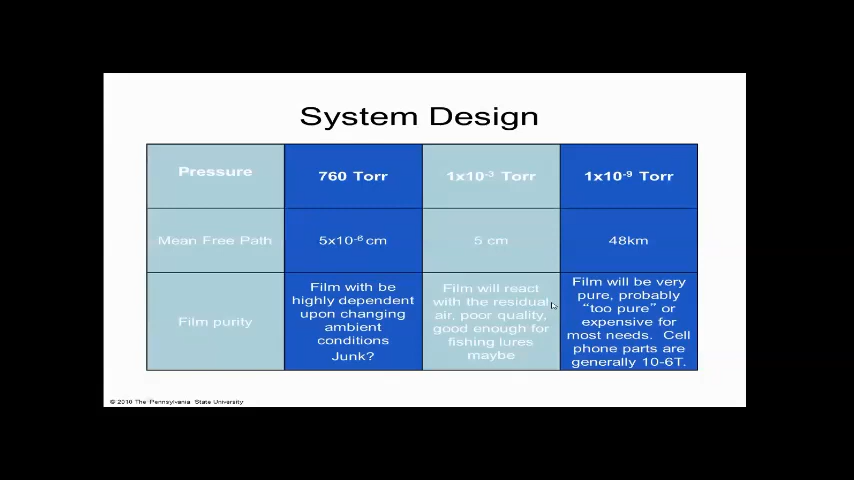 System Design
Pressure
760 Torr
1x10⁻³ Torr
1x10⁻⁹ Torr
Mean Free Path
5x10⁻⁶ cm
5 cm
48km
Film purity
Film with be
highly dependent
upon changing
ambient
conditions
Junk?
Film will react
with the residual
air, poor quality,
good enough for
fishing lures
maybe
Film will be very
pure, probably
“too pure” or
expensive for
most needs. Cell
phone parts are
generally 10-6T.
© 2010 The Pennsylvania State University